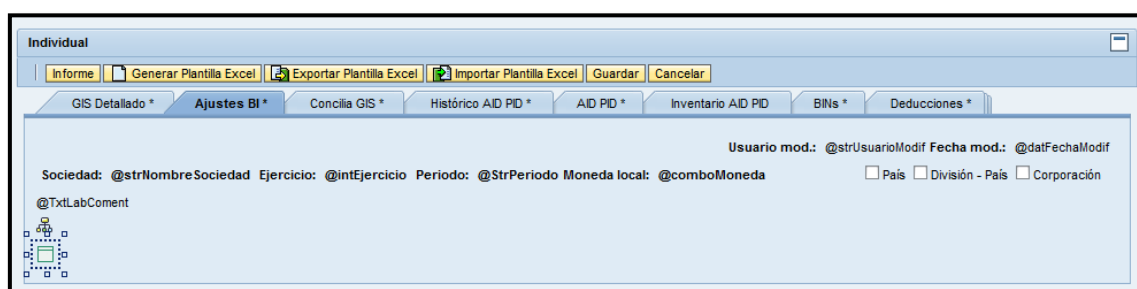 Individual
Informe Generar Plantilla Excel Exportar Plantilla Excel Importar Plantilla Excel Guardar Cancelar
GIS Detallado * Ajustes BI * Concilia GIS * Histórico AID PID * AID PID * Inventario AID PID BINs * Deducciones *
Usuario mod.: @strUsuarioModif Fecha mod.: @datFechaModif
Sociedad: @strNombreSociedad Ejercicio: @intEjercicio Periodo: @StrPeriodo Moneda local: @comboMoneda País División - País Corporación
@TxtLabComent